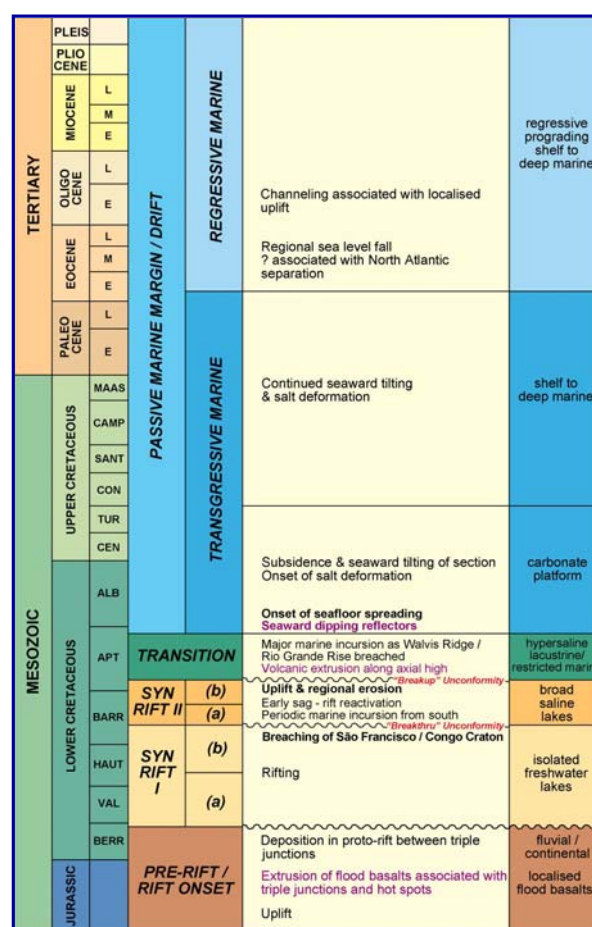 TERTIARY
MESOZOIC
PLEIS
PLIO
CENE
MIOCENE
OLIGO
CENE
EOCENE
PALEO
CENE
UPPER CRETACEOUS
LOWER CRETACEOUS
JURASSIC
L
M
E
L
E
L
M
E
L
E
MAAS
CAMP
SANT
CON
TUR
CEN
ALB
APT
BARR
HAUT
VAL
BERR
PASSIVE MARINE MARGIN / DRIFT
REGRESSIVE MARINE
TRANSGRESSIVE MARINE
TRANSITION
SYN
RIFT II
(b)
(a)
SYN
RIFT
I
(b)
(a)
PRE-RIFT /
RIFT ONSET
Channeling associated with localised
uplift
Regional sea level fall
? associated with North Atlantic
separation
Continued seaward tilting
& salt deformation
Subsidence & seaward tilting of section
Onset of salt deformation
Onset of seafloor spreading
Seaward dipping reflectors
Major marine incursion as Walvis Ridge /
Rio Grande Rise breached
Volcanic extrusion along axial high
"Breakup" Unconformity
Uplift & regional erosion
Early sag - rift reactivation
Periodic marine incursion from south
"Breakthru" Unconformity
Breaching of São Francisco / Congo Craton
Rifting
Deposition in proto-rift between triple
junctions
Extrusion of flood basalts associated with
triple junctions and hot spots
Uplift
regressive
prograding
shelf to
deep marine
shelf to
deep marine
carbonate
platform
hypersaline
lacustrine/
restricted marin
broad
saline
lakes
isolated
freshwater
lakes
fluvial /
continental
localised
flood basalts